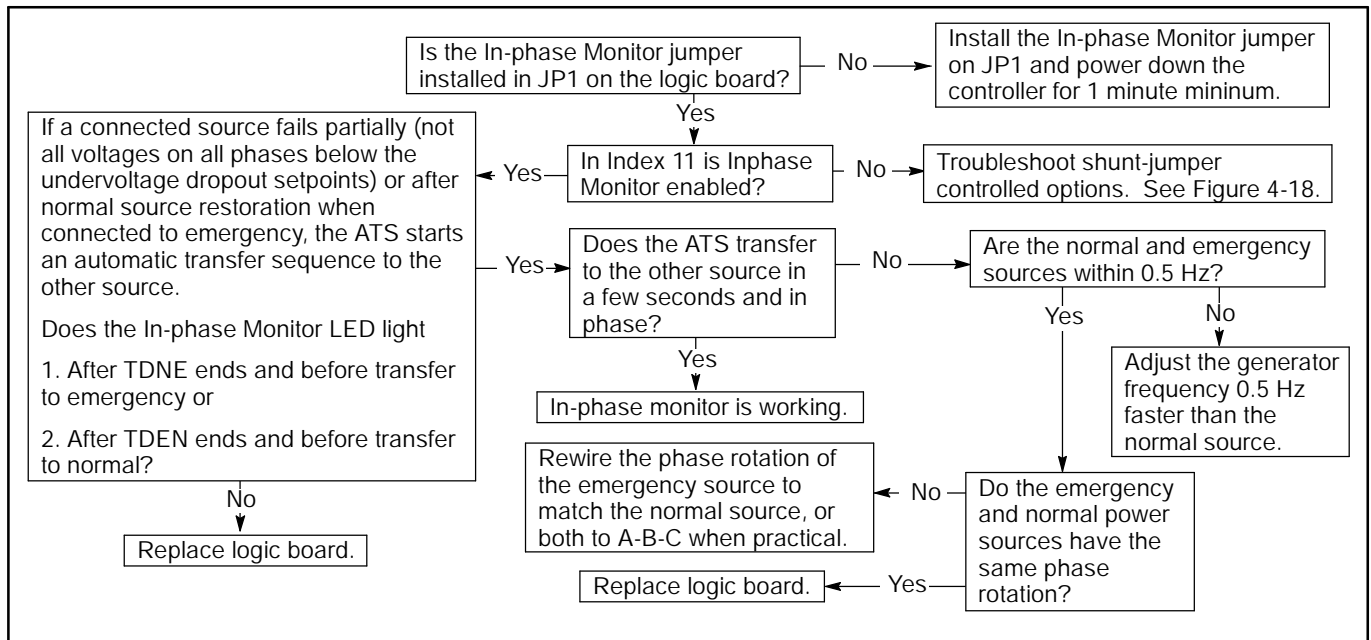 Is the In-phase Monitor jumper
installed in JP1 on the logic board?
No
Install the In-phase Monitor jumper
on JP1 and power down the
controller for 1 minute mininum.
Yes
In Index 11 is Inphase
Monitor enabled?
No
Troubleshoot shunt-jumper
controlled options. See Figure 4-18.
Yes
If a connected source fails partially (not
all voltages on all phases below the
undervoltage dropout setpoints) or after
normal source restoration when
connected to emergency, the ATS starts
an automatic transfer sequence to the
other source.
Does the In-phase Monitor LED light
1. After TDNE ends and before transfer
to emergency or
2. After TDEN ends and before transfer
to normal?
No
Replace logic board.
Yes
Does the ATS transfer
to the other source in
a few seconds and in
phase?
Yes
In-phase monitor is working.
No
Are the normal and emergency
sources within 0.5 Hz?
No
Adjust the generator
frequency 0.5 Hz
faster than the
normal source.
Yes
Do the emergency
and normal power
sources have the
same phase
rotation?
No
Rewire the phase rotation of
the emergency source to
match the normal source, or
both to A-B-C when practical.
Yes
Replace logic board.